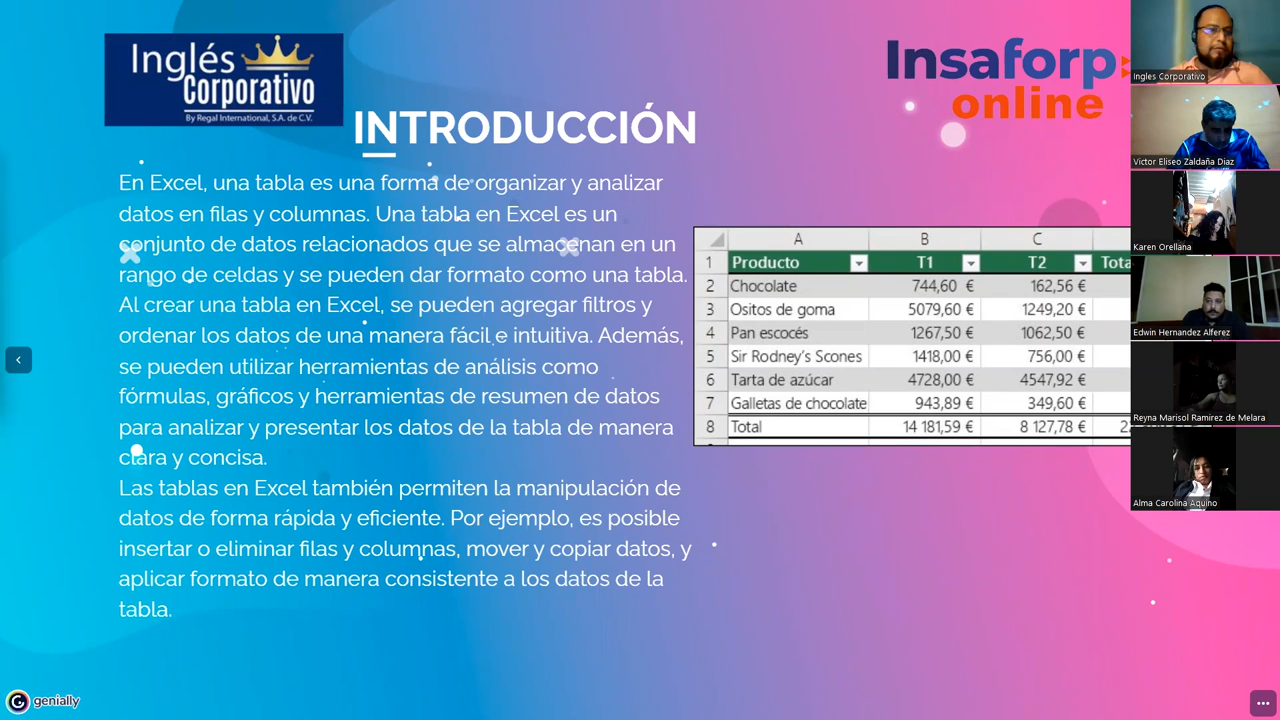 Inglés
Corporativo
By Regal International, S.A. de C.V.
Insaforp
online
INTRODUCCIÓN
En Excel, una tabla es una forma de organizar y analizar
datos en filas y columnas. Una tabla en Excel es un
conjunto de datos relacionados que se almacenan en un
rango de celdas y se pueden dar formato como una tabla.
Al crear una tabla en Excel, se pueden agregar filtros y
ordenar los datos de una manera fácil e intuitiva. Además,
se pueden utilizar herramientas de análisis como
fórmulas, gráficos y herramientas de resumen de datos
para analizar y presentar los datos de la tabla de manera
clara y concisa.
Las tablas en Excel también permiten la manipulación de
datos de forma rápida y eficiente. Por ejemplo, es posible
insertar o eliminar filas y columnas, mover y copiar datos, y
aplicar formato de manera consistente a los datos de la
tabla.
A B C
1 Producto T1 T2 Tota
2 Chocolate 744,60 € 162,56 €
3 Ositos de goma 5079,60 € 1249,20 €
4 Pan escocés 1267,50 € 1062,50 €
5 Sir Rodney's Scones 1418,00 € 756,00 €
6 Tarta de azúcar 4728,00 € 4547,92 €
7 Galletas de chocolate 943,89 € 349,60 €
8 Total 14 181,59 € 8 127,78 € 2
Ingles Corporativo
Victor Eliseo Zaldaña Diaz
Karen Orellana
Edwin Hernandez Alferez
Reyna Marisol Ramirez de Melara
Alma Carolina Aquino
genially